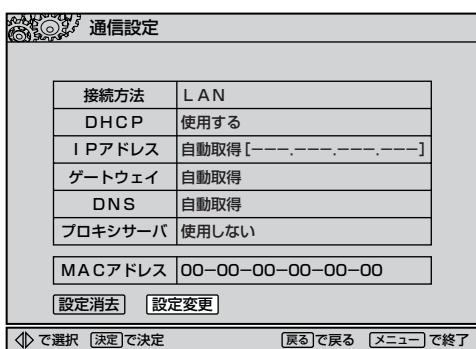 通信設定
接続方法 LAN
DHCP 使用する
IPアドレス 自動取得[−−−.−−−.−−−.−−−]
ゲートウェイ 自動取得
DNS 自動取得
プロキシサーバ 使用しない
MACアドレス 00−00−00−00−00−00
設定消去 設定変更
で選択 決定で決定 戻るで戻る メニューで終了